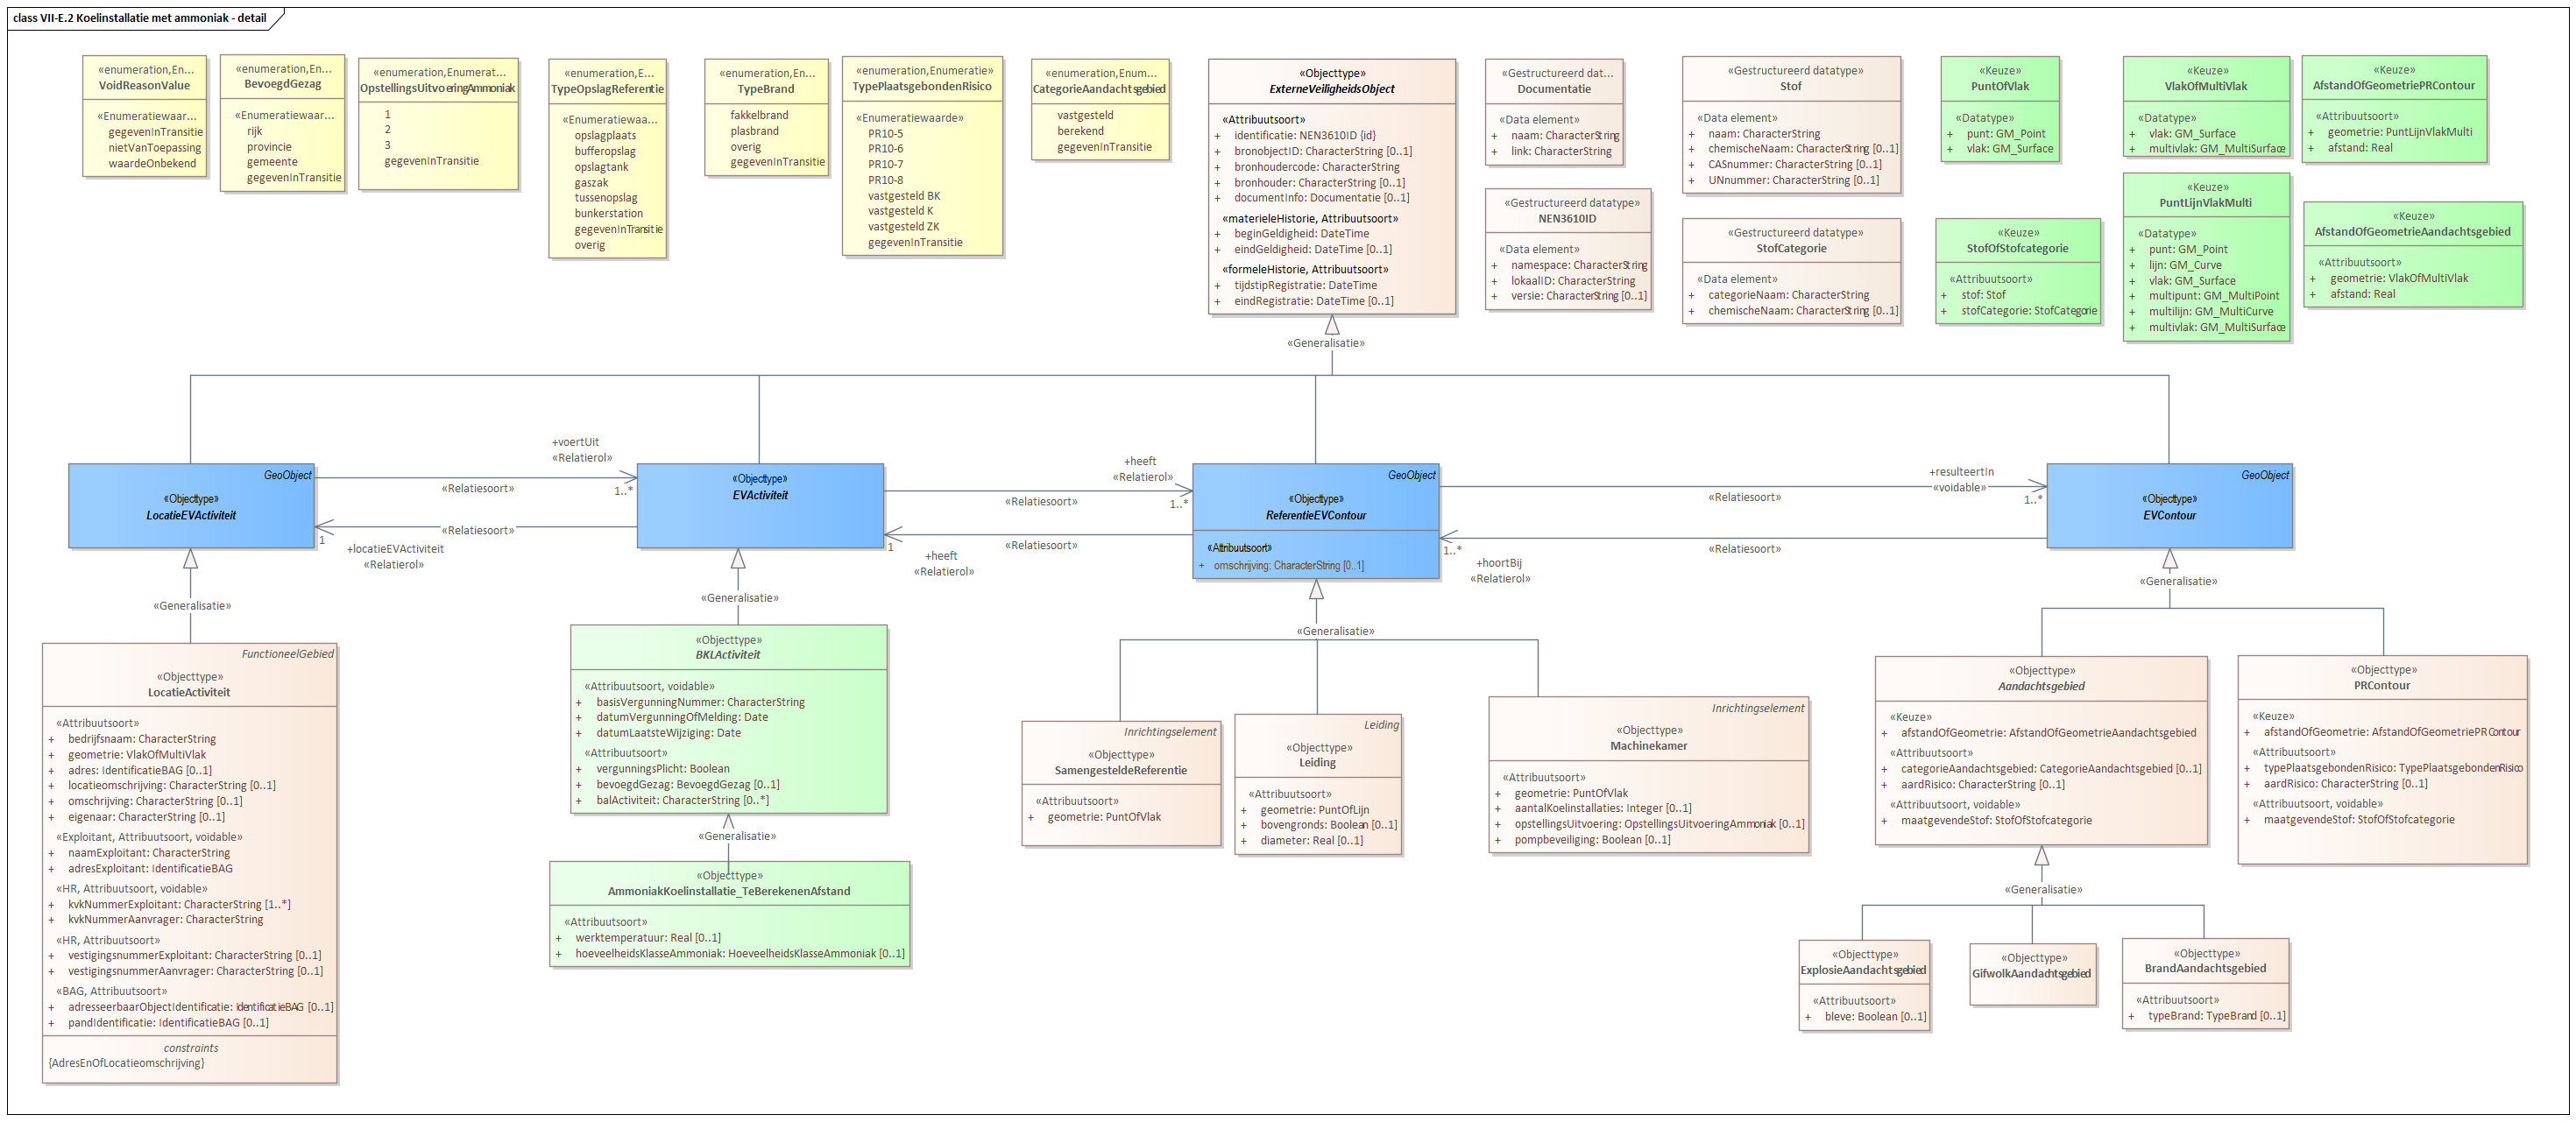 class VII-E.2 Koelinstallatie met ammoniak - detail
«enumeration,En...
VoidReasonValue
«Enumeratiewaar...
gegevenInTransitie
nietVanToepassing
waardeOnbekend
«enumeration,En...
BevoegdGezag
«Enumeratiewaar...
rijk
provincie
gemeente
gegevenInTransitie
«enumeration,Enumerat...
OpstellingsUitvoeringAmmoniak
1
2
3
gegevenInTransitie
«enumeration,E...
TypeOpslagReferentie
«Enumeratiewaa...
opslagplaats
bufferopslag
opslagtank
gaszak
tussenopslag
bunkerstation
gegevenInTransitie
overig
«enumeration,En...
TypeBrand
fakkelbrand
plasbrand
overig
gegevenInTransitie
«enumeration,Enumeratie»
TypePlaatsgebondenRisico
«Enumeratiewaarde»
PR10-5
PR10-6
PR10-7
PR10-8
vastgesteld BK
vastgesteld K
vastgesteld ZK
gegevenInTransitie
«enumeration,Enum...
CategorieAandachtsgebied
vastgesteld
berekend
gegevenInTransitie
«Objecttype»
ExterneVeiligheidsObject
«Attribuutsoort»
+ identificatie: NEN3610ID {id}
+ bronobjectID: CharacterString [0..1]
+ bronhoudercode: CharacterString
+ bronhouder: CharacterString [0..1]
+ documentInfo: Documentatie [0..1]
«materieleHistorie, Attribuutsoort»
+ beginGeldigheid: DateTime
+ eindGeldigheid: DateTime [0..1]
«formeleHistorie, Attribuutsoort»
+ tijdstipRegistratie: DateTime
+ eindRegistratie: DateTime [0..1]
«Gestructureerd dat...
Documentatie
«Data element»
+ naam: CharacterString
+ link: CharacterString
«Gestructureerd datatype»
NEN3610ID
«Data element»
+ namespace: CharacterString
+ lokaalID: CharacterString
+ versie: CharacterString [0..1]
«Gestructureerd datatype»
Stof
«Data element»
+ naam: CharacterString
+ chemischeNaam: CharacterString [0..1]
+ CASnummer: CharacterString [0..1]
+ UNnummer: CharacterString [0..1]
«Gestructureerd datatype»
StofCategorie
«Data element»
+ categorieNaam: CharacterString
+ chemischeNaam: CharacterString [0..1]
«Keuze»
PuntOfVlak
«Datatype»
+ punt: GM_Point
+ vlak: GM_Surface
«Keuze»
StofOfStofcategorie
«Attribuutsoort»
+ stof: Stof
+ stofCategorie: StofCategorie
«Keuze»
VlakOfMultiVlak
«Datatype»
+ vlak: GM_Surface
+ multivlak: GM_MultiSurface
«Keuze»
PuntLijnVlakMulti
«Datatype»
+ punt: GM_Point
+ lijn: GM_Curve
+ vlak: GM_Surface
+ multipunt: GM_MultiPoint
+ multilijn: GM_MultiCurve
+ multivlak: GM_MultiSurface
«Keuze»
AfstandOfGeometriePRContour
«Attribuutsoort»
+ geometrie: PuntLijnVlakMulti
+ afstand: Real
«Keuze»
AfstandOfGeometrieAandachtsgebied
«Attribuutsoort»
+ geometrie: VlakOfMultiVlak
+ afstand: Real
«Generalisatie»
GeoObject
«Objecttype»
LocatieEVActiviteit
+voertUit
«Relatierol»
«Relatiesoort»
1..*
«Relatiesoort»
1
+locatieEVActiviteit
«Relatierol»
«Objecttype»
EVActiviteit
+heeft
«Relatierol»
«Relatiesoort»
1..*
«Relatiesoort»
1
+heeft
«Relatierol»
GeoObject
«Objecttype»
ReferentieEVContour
«Attribuutsoort»
+ omschrijving: CharacterString [0..1]
+resulteertIn
«voidable»
«Relatiesoort»
1..*
«Relatiesoort»
1..*
+hoortBij
«Relatierol»
GeoObject
«Objecttype»
EVContour
«Generalisatie»
«Generalisatie»
«Generalisatie»
«Generalisatie»
FunctioneelGebied
«Objecttype»
LocatieActiviteit
«Attribuutsoort»
+ bedrijfsnaam: CharacterString
+ geometrie: VlakOfMultiVlak
+ adres: IdentificatieBAG [0..1]
+ locatieomschrijving: CharacterString [0..1]
+ omschrijving: CharacterString [0..1]
+ eigenaar: CharacterString [0..1]
«Exploitant, Attribuutsoort, voidable»
+ naamExploitant: CharacterString
+ adresExploitant: IdentificatieBAG
«HR, Attribuutsoort, voidable»
+ kvkNummerExploitant: CharacterString [1..*]
+ kvkNummerAanvrager: CharacterString
«HR, Attribuutsoort»
+ vestigingsnummerExploitant: CharacterString [0..1]
+ vestigingsnummerAanvrager: CharacterString [0..1]
«BAG, Attribuutsoort»
+ adresseerbaarObjectIdentificatie: IdentificatieBAG [0..1]
+ pandIdentificatie: IdentificatieBAG [0..1]
constraints
{AdresEnOfLocatieomschrijving}
«Objecttype»
BKLActiviteit
«Attribuutsoort, voidable»
+ basisVergunningNummer: CharacterString
+ datumVergunningOfMelding: Date
+ datumLaatsteWijziging: Date
«Attribuutsoort»
+ vergunningsPlicht: Boolean
+ bevoegdGezag: BevoegdGezag [0..1]
+ balActiviteit: CharacterString [0..*]
«Generalisatie»
«Objecttype»
AmmoniakKoelinstallatie_TeBerekenenAfstand
«Attribuutsoort»
+ werktemperatuur: Real [0..1]
+ hoeveelheidsKlasseAmmoniak: HoeveelheidsKlasseAmmoniak [0..1]
Inrichtingselement
«Objecttype»
SamengesteldeReferentie
«Attribuutsoort»
+ geometrie: PuntOfVlak
Leiding
«Objecttype»
Leiding
«Attribuutsoort»
+ geometrie: PuntOfLijn
+ bovengronds: Boolean [0..1]
+ diameter: Real [0..1]
Inrichtingselement
«Objecttype»
Machinekamer
«Attribuutsoort»
+ geometrie: PuntOfVlak
+ aantalKoelinstallaties: Integer [0..1]
+ opstellingsUitvoering: OpstellingsUitvoeringAmmoniak [0..1]
+ pompbeveiliging: Boolean [0..1]
«Objecttype»
Aandachtsgebied
«Keuze»
+ afstandOfGeometrie: AfstandOfGeometrieAandachtsgebied
«Attribuutsoort»
+ categorieAandachtsgebied: CategorieAandachtsgebied [0..1]
+ aardRisico: CharacterString [0..1]
«Attribuutsoort, voidable»
+ maatgevendeStof: StofOfStofcategorie
«Objecttype»
PRContour
«Keuze»
+ afstandOfGeometrie: AfstandOfGeometriePRContour
«Attribuutsoort»
+ typePlaatsgebondenRisico: TypePlaatsgebondenRisico
+ aardRisico: CharacterString [0..1]
«Attribuutsoort, voidable»
+ maatgevendeStof: StofOfStofcategorie
«Generalisatie»
«Objecttype»
ExplosieAandachtsgebied
«Attribuutsoort»
+ bleve: Boolean [0..1]
«Objecttype»
GifwolkAandachtsgebied
«Objecttype»
BrandAandachtsgebied
«Attribuutsoort»
+ typeBrand: TypeBrand [0..1]